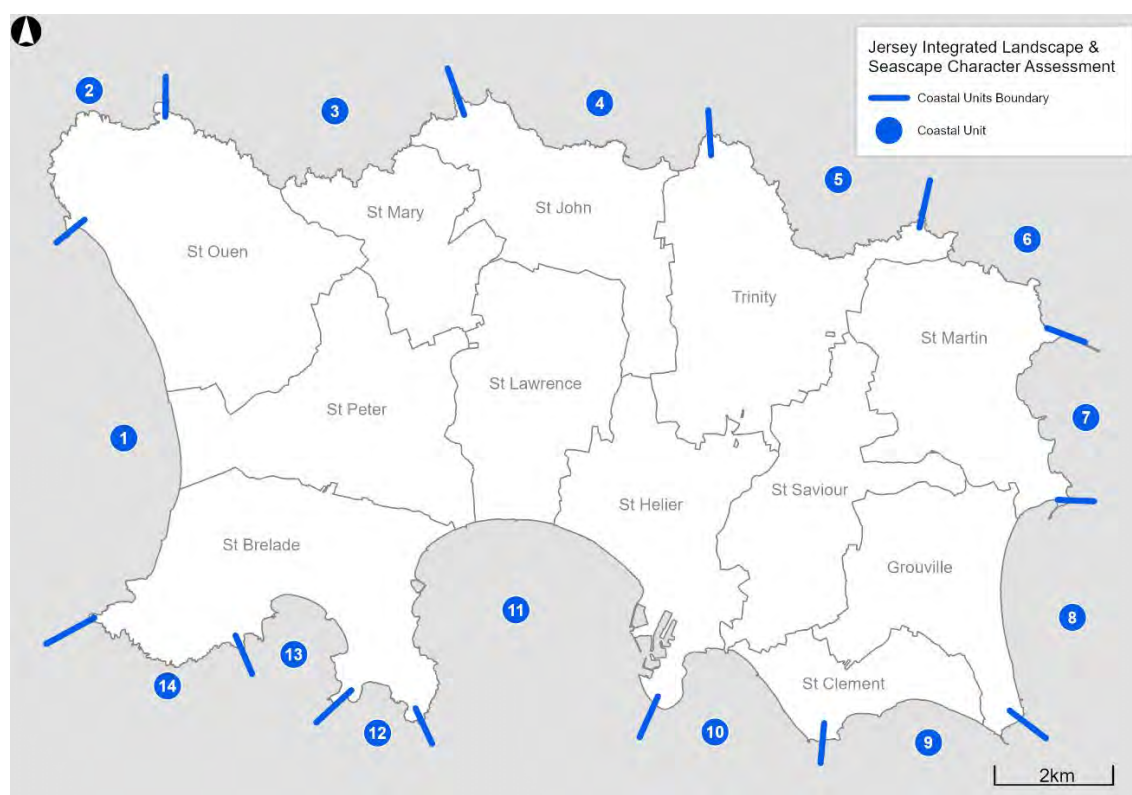 Jersey Integrated Landscape &
Seascape Character Assessment
Coastal Units Boundary
Coastal Unit
2
3
4
5
6
St Mary
St John
St Ouen
Trinity
St Martin
St Lawrence
St Peter
7
1
St Saviour
St Helier
St Brelade
Grouville
11
8
13
14
St Clement
12
10
9
2km